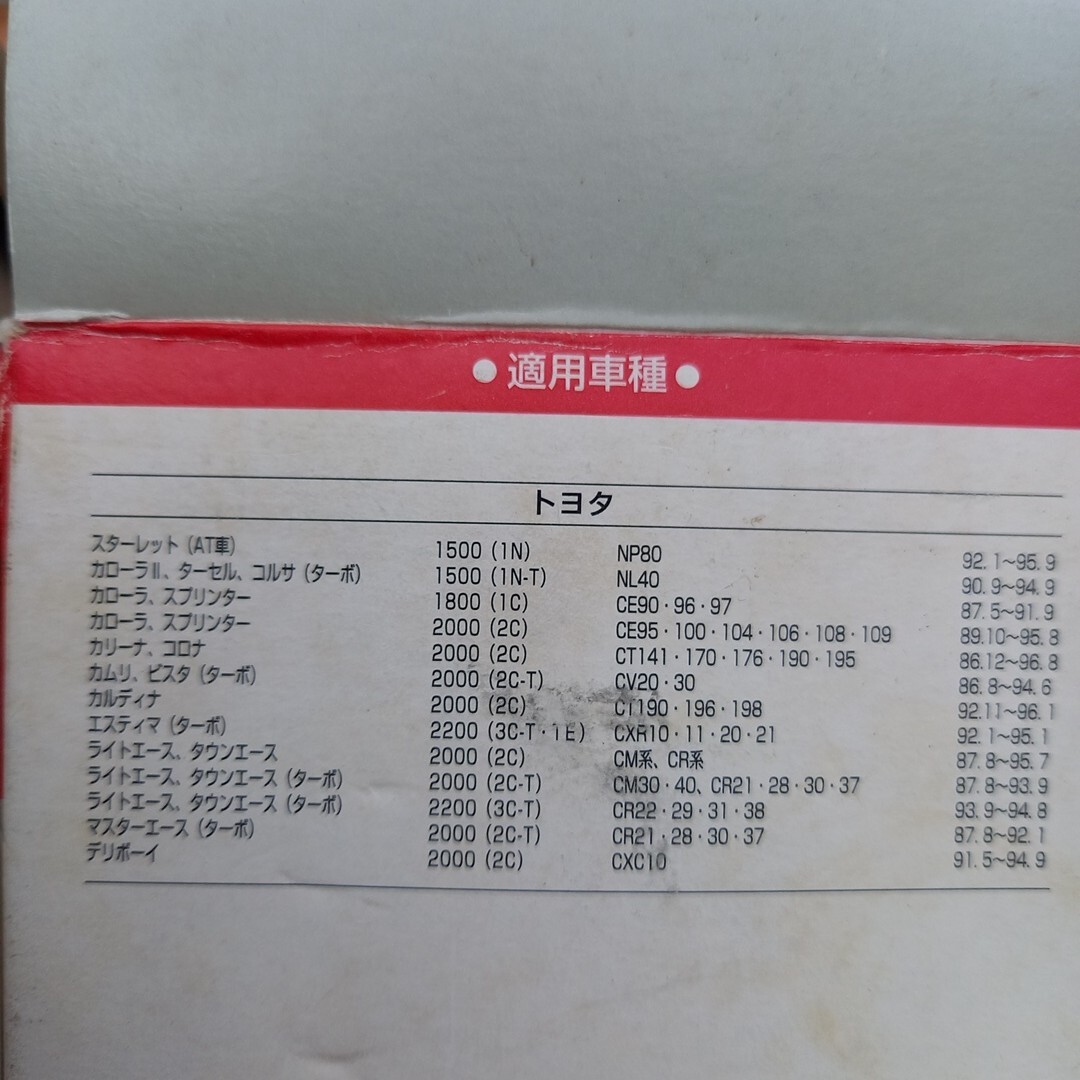 ●適用車種●
トヨタ
スターレット（AT車） 1500（1N） NP80 92. 1〜95. 9
カローラⅡ、ターセル、コルサ（ターボ） 1500（1N-T） NL40 90. 9〜94. 9
カローラ、スプリンター 1800（1C） CE90・96・97 87. 5〜91. 9
カローラ、スプリンター 2000（2C） CE95・100・104・106・108・109 89.10〜95. 8
カリーナ、コロナ 2000（2C） CT141・170・176・190・195 86.12〜96. 8
カムリ、ビスタ（ターボ） 2000（2C-T） CV20・30 86. 8〜94. 6
カルディナ 2000（2C） CT190・196・198 92.11〜96. 1
エスティマ（ターボ） 2200（3C-T・1E） CXR10・11・20・21 92. 1〜95. 1
ライトエース、タウンエース 2000（2C） CM系、CR系 87. 8〜95. 7
ライトエース、タウンエース（ターボ） 2000（2C-T） CM30・40、CR21・28・30・37 87. 8〜93. 9
ライトエース、タウンエース（ターボ） 2200（3C-T） CR22・29・31・38 93. 9〜94. 8
マスターエース（ターボ） 2000（2C-T） CR21・28・30・37 87. 8〜92. 1
デリボーイ 2000（2C） CXC10 91. 5〜94. 9